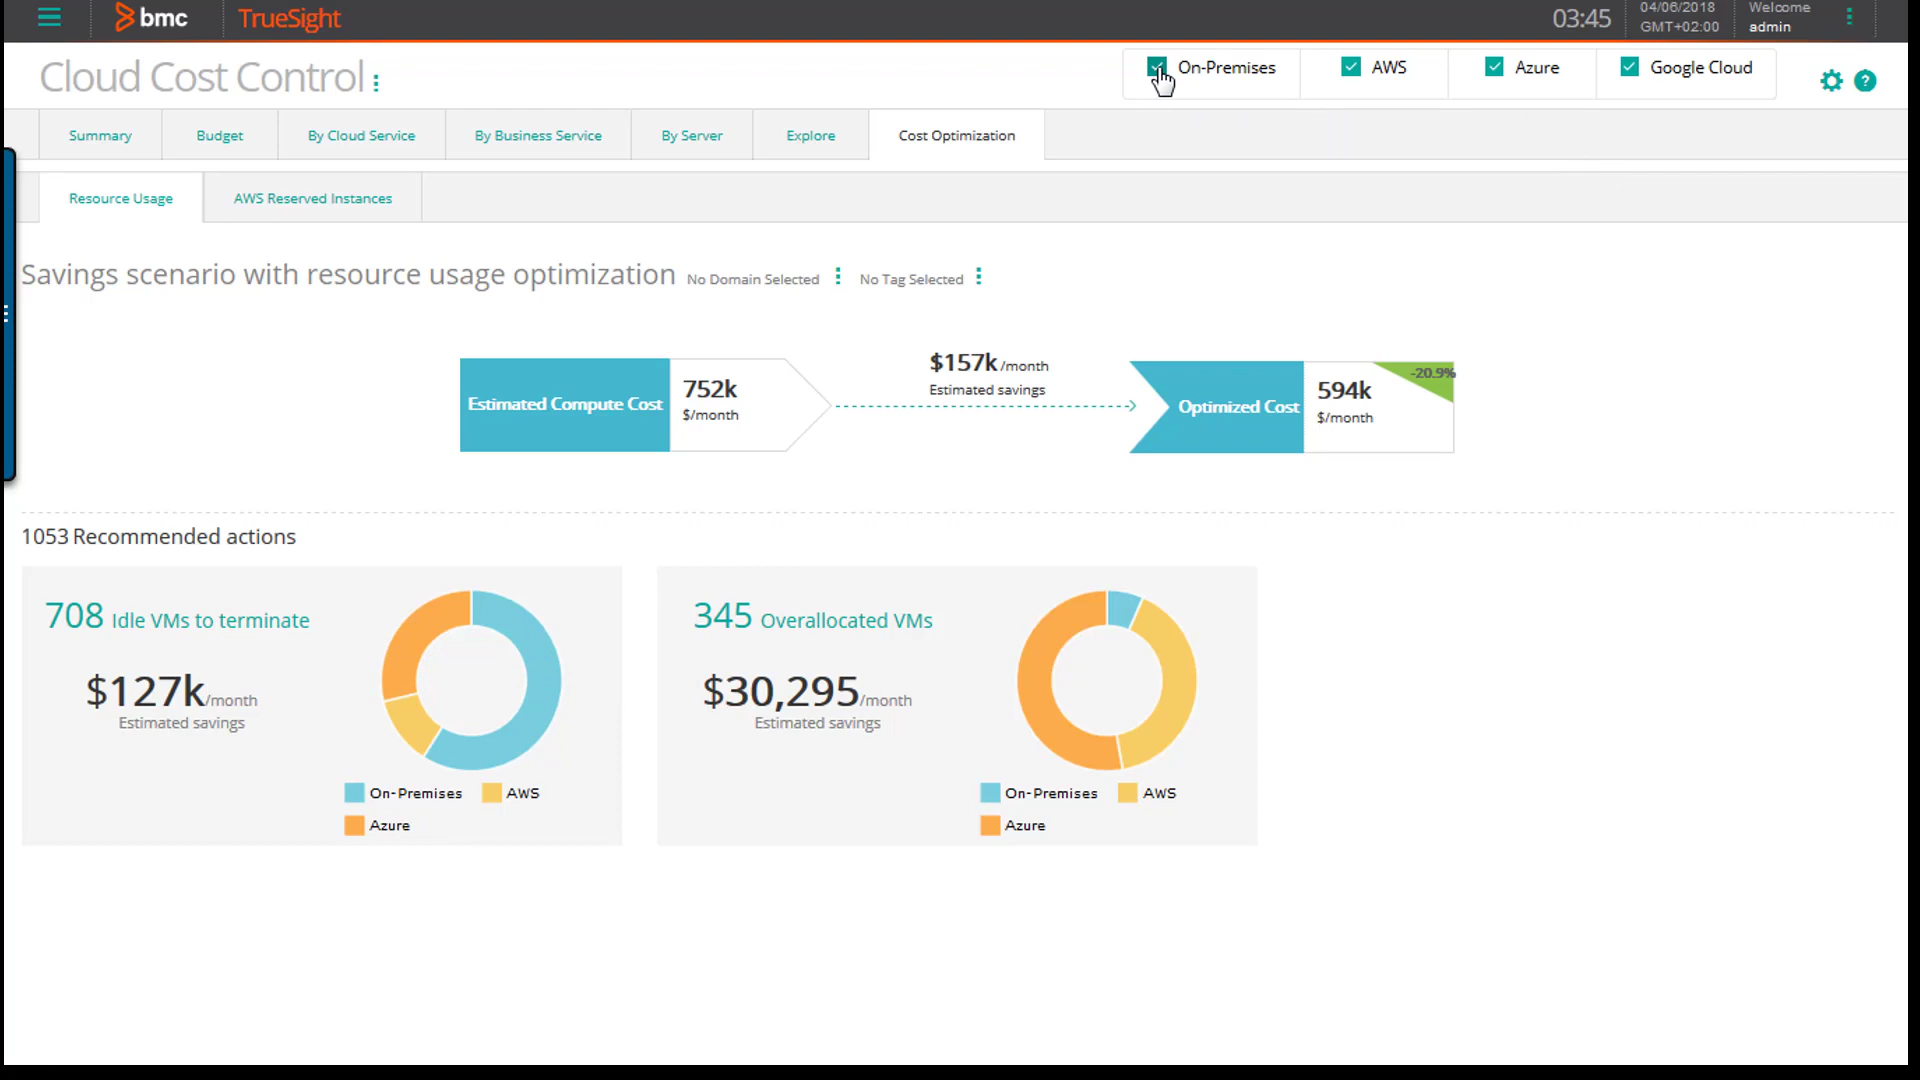 bmc TrueSight 03:45 04/06/2018 Welcome
GMT+02:00 admin
Cloud Cost Control On-Premises AWS Azure Google Cloud ?
Summary Budget By Cloud Service By Business Service By Server Explore Cost Optimization
Resource Usage AWS Reserved Instances
Savings scenario with resource usage optimization No Domain Selected No Tag Selected
Estimated Compute Cost
752k
$/month
$157k /month
Estimated savings
Optimized Cost
594k
$/month
-20.9%
1053 Recommended actions
708 Idle VMs to terminate
$127k/month
Estimated savings
On-Premises AWS
Azure
345 Overallocated VMs
$30,295/month
Estimated savings
On-Premises AWS
Azure